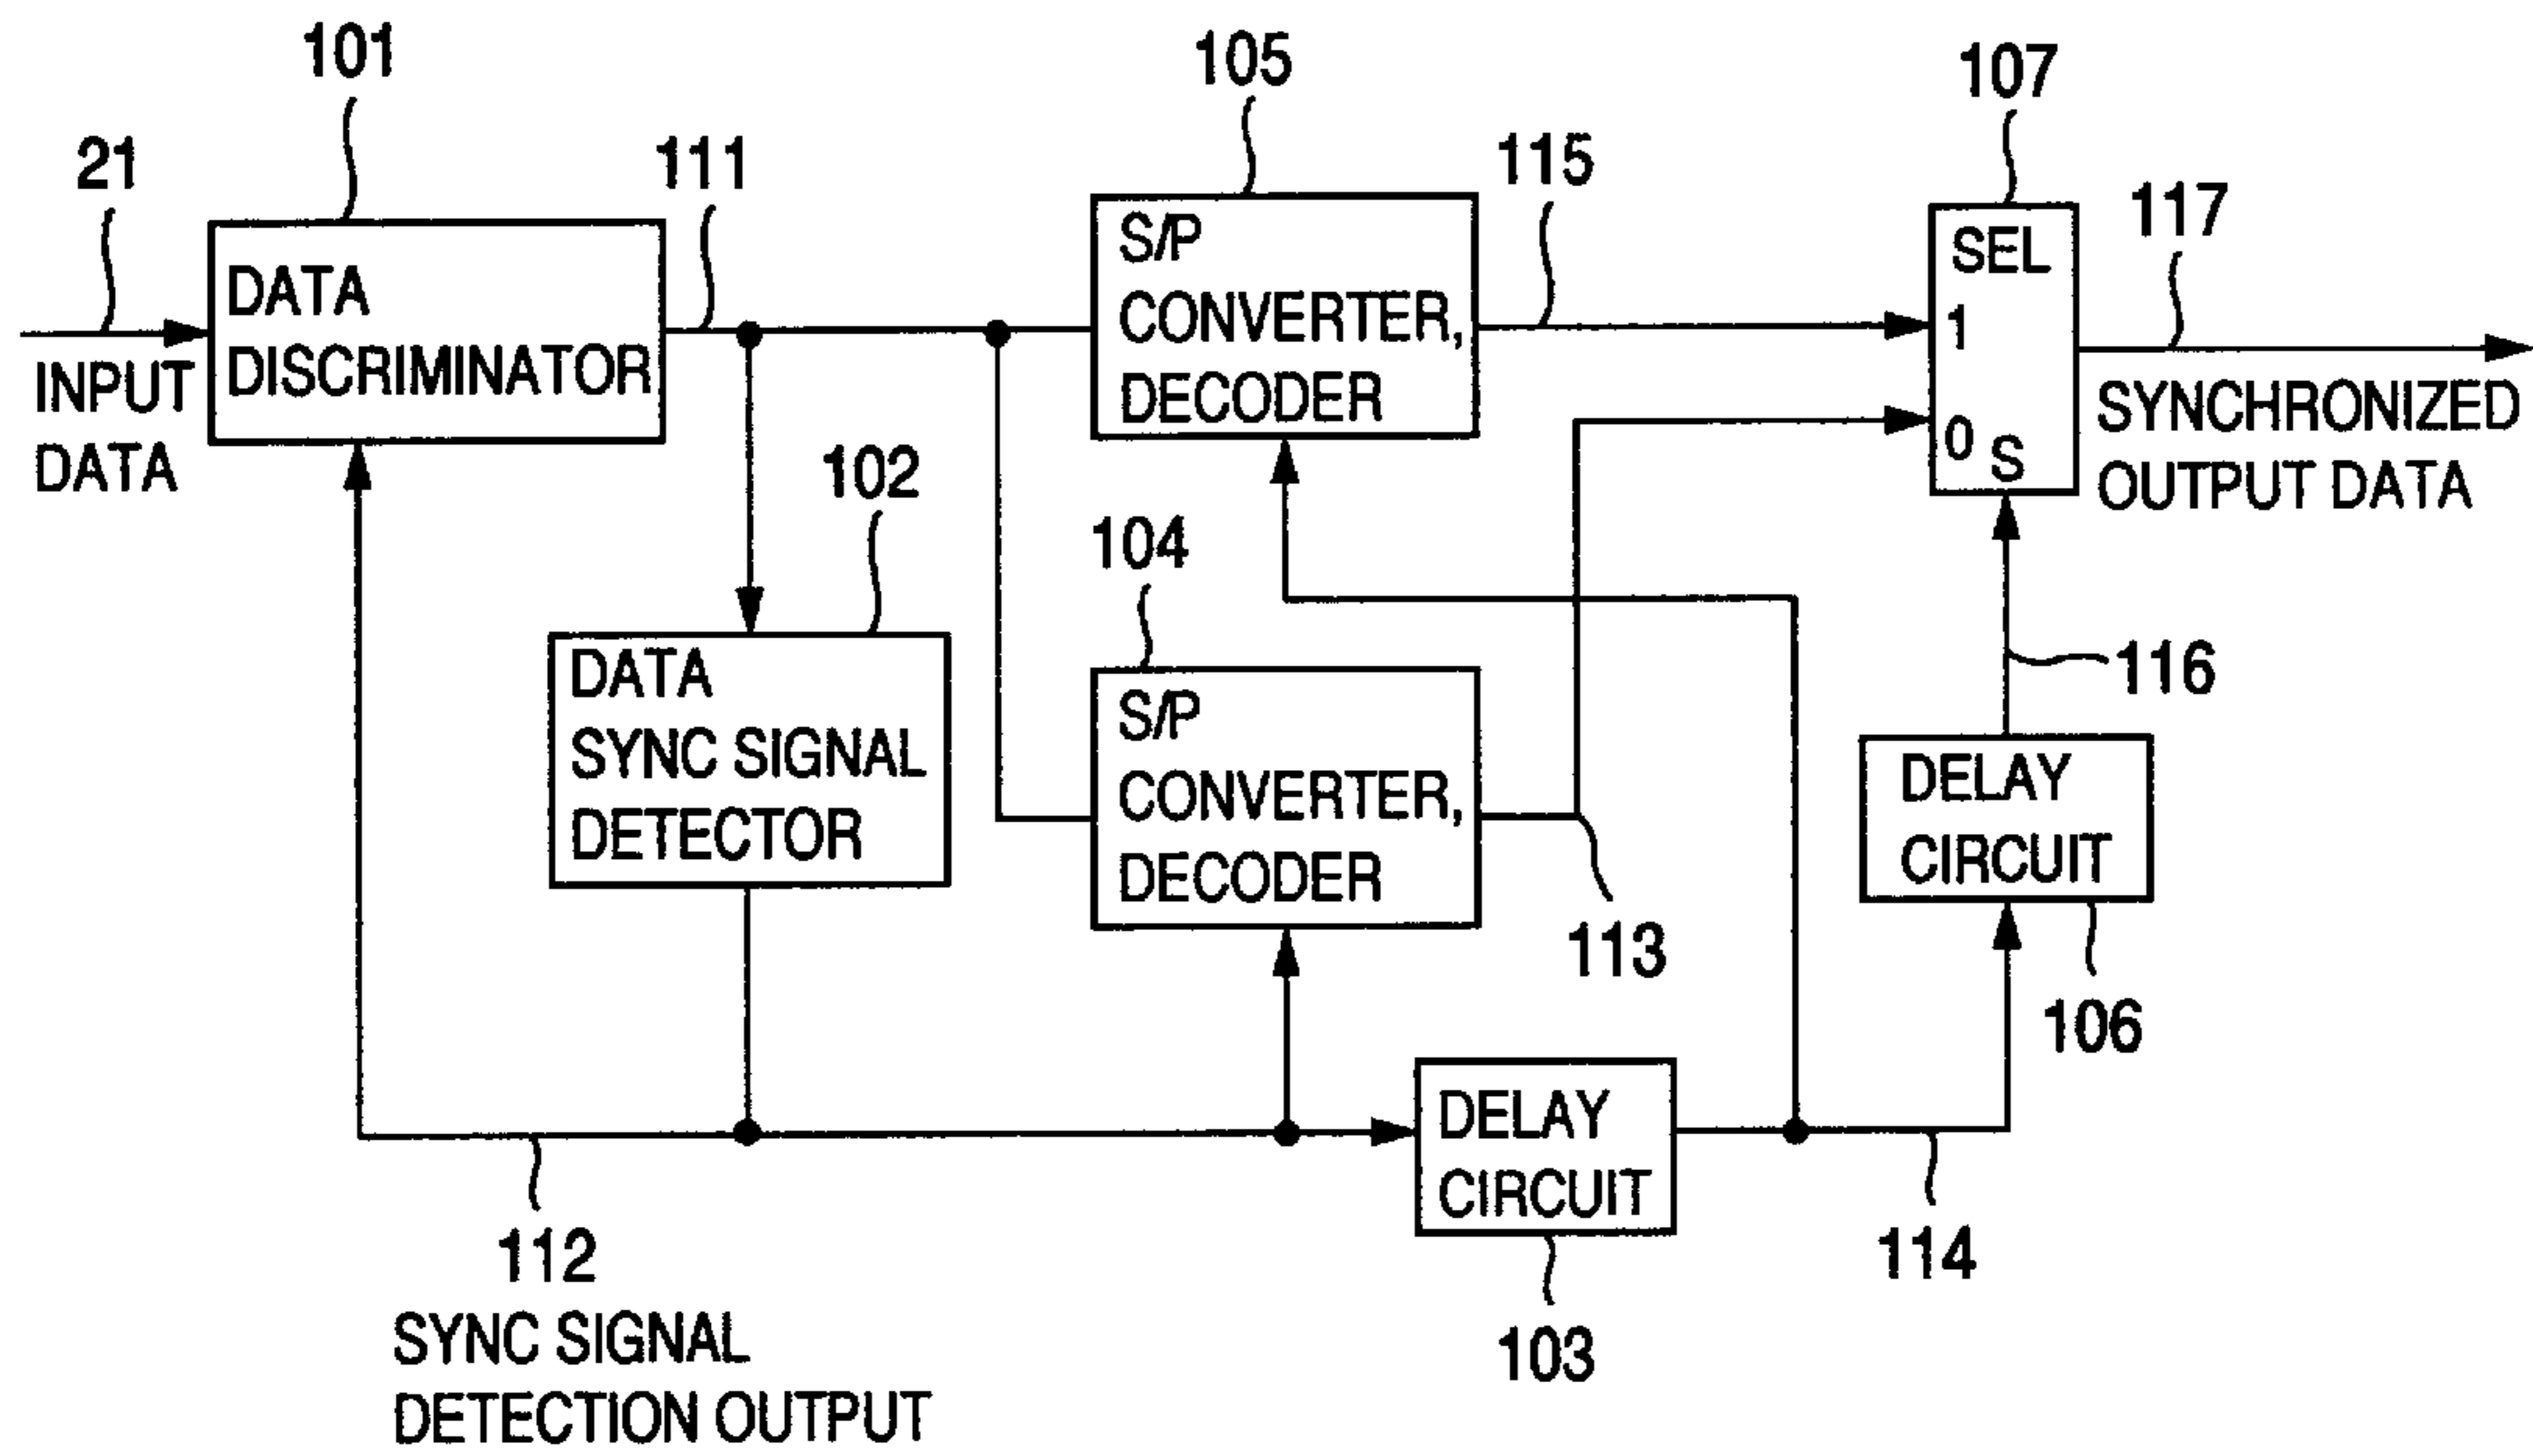 101
105
107
21
111
115
117
INPUT
DATA
DATA
DISCRIMINATOR
S/P
CONVERTER,
DECODER
SEL
1
0
S
SYNCHRONIZED
OUTPUT DATA
102
104
DATA
SYNC SIGNAL
DETECTOR
S/P
CONVERTER,
DECODER
116
113
DELAY
CIRCUIT
106
DELAY
CIRCUIT
103
114
112
SYNC SIGNAL
DETECTION OUTPUT